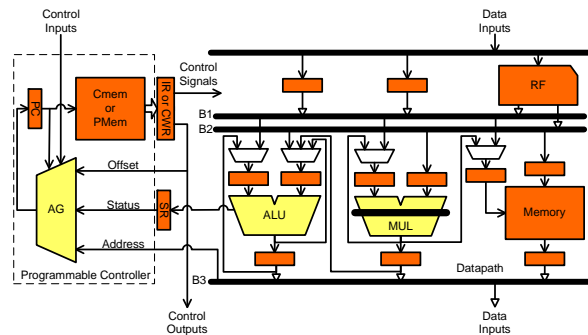 Control
Inputs
Data
Inputs
PC
Cmem
or
PMem
IR or CWR
Control
Signals
RF
B1
B2
Offset
AG
Status
SR
ALU
MUL
Memory
Address
Programmable Controller
B3
Datapath
Control
Outputs
Data
Inputs